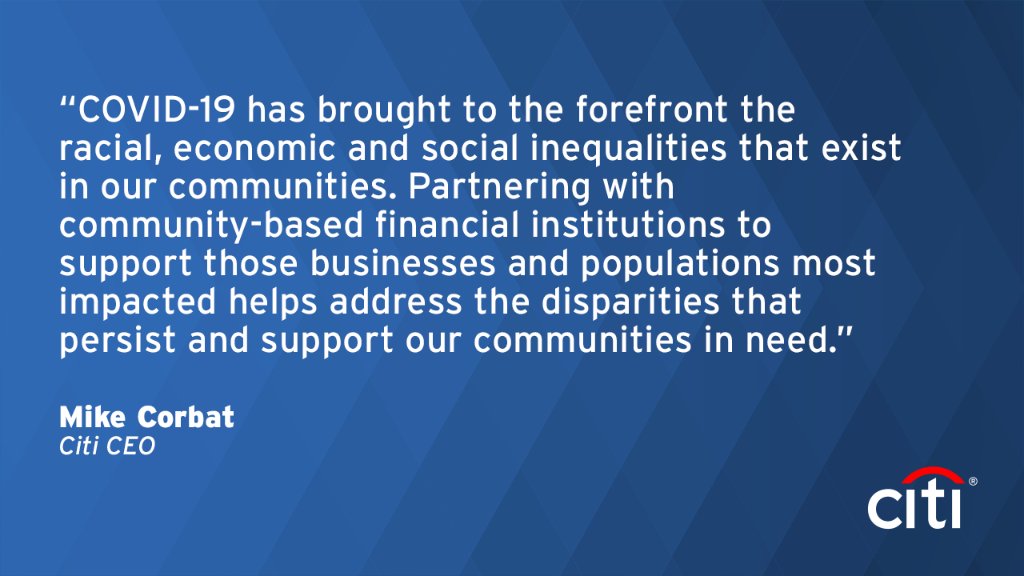 “COVID-19 has brought to the forefront the
racial, economic and social inequalities that exist
in our communities. Partnering with
community-based financial institutions to
support those businesses and populations most
impacted helps address the disparities that
persist and support our communities in need.”
Mike Corbat
Citi CEO
citi®